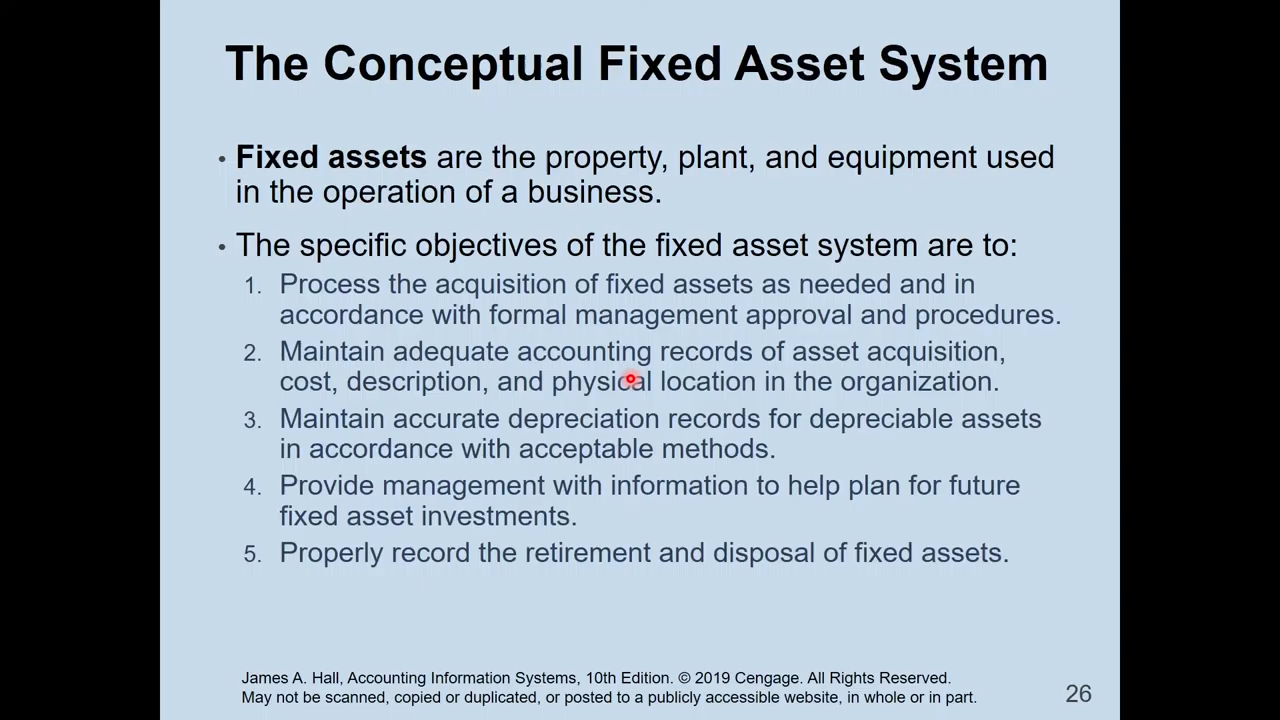 The Conceptual Fixed Asset System
• Fixed assets are the property, plant, and equipment used
in the operation of a business.
• The specific objectives of the fixed asset system are to:
1. Process the acquisition of fixed assets as needed and in
accordance with formal management approval and procedures.
2. Maintain adequate accounting records of asset acquisition,
cost, description, and physical location in the organization.
3. Maintain accurate depreciation records for depreciable assets
in accordance with acceptable methods.
4. Provide management with information to help plan for future
fixed asset investments.
5. Properly record the retirement and disposal of fixed assets.
James A. Hall, Accounting Information Systems, 10th Edition. © 2019 Cengage. All Rights Reserved.
May not be scanned, copied or duplicated, or posted to a publicly accessible website, in whole or in part.
26